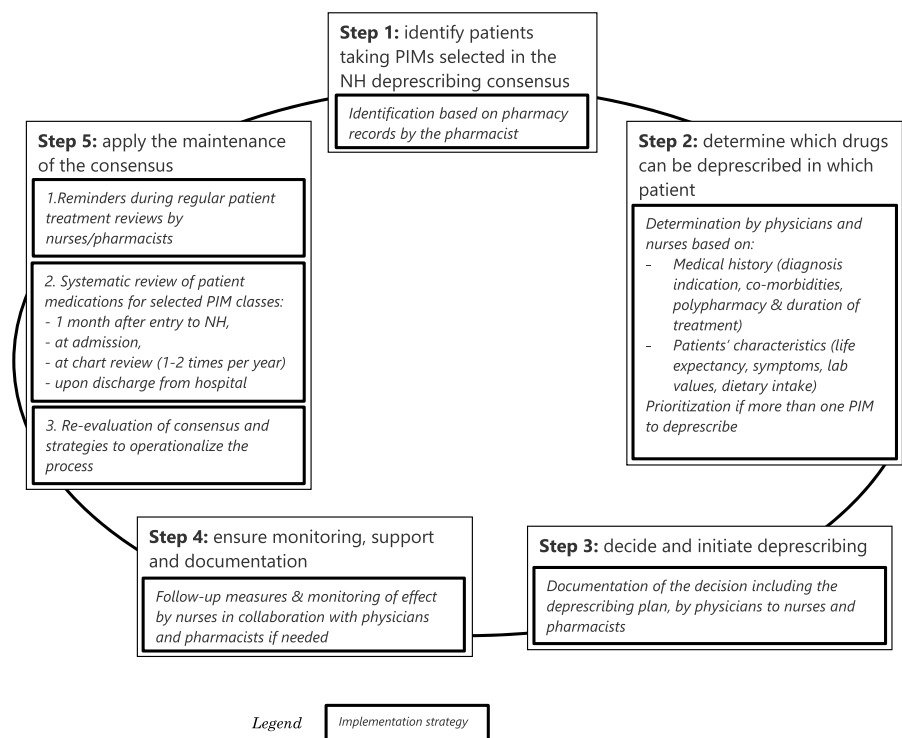 Step 1: identify patients
taking PIMs selected in the
NH deprescribing consensus
Identification based on pharmacy
records by the pharmacist
Step 2: determine which drugs
can be deprescribed in which
patient
Determination by physicians and
nurses based on:
- Medical history (diagnosis
indication, co-morbidities,
polypharmacy & duration of
treatment)
- Patients' characteristics (life
expectancy, symptoms, lab
values, dietary intake)
Prioritization if more than one PIM
to deprescribe
Step 3: decide and initiate deprescribing
Documentation of the decision including the
deprescribing plan, by physicians to nurses and
pharmacists
Step 4: ensure monitoring, support
and documentation
Follow-up measures & monitoring of effect
by nurses in collaboration with physicians
and pharmacists if needed
Step 5: apply the maintenance
of the consensus
1.Reminders during regular patient
treatment reviews by
nurses/pharmacists
2. Systematic review of patient
medications for selected PIM classes:
- 1 month after entry to NH,
- at admission,
- at chart review (1-2 times per year)
- upon discharge from hospital
3. Re-evaluation of consensus and
strategies to operationalize the
process
Legend
Implementation strategy